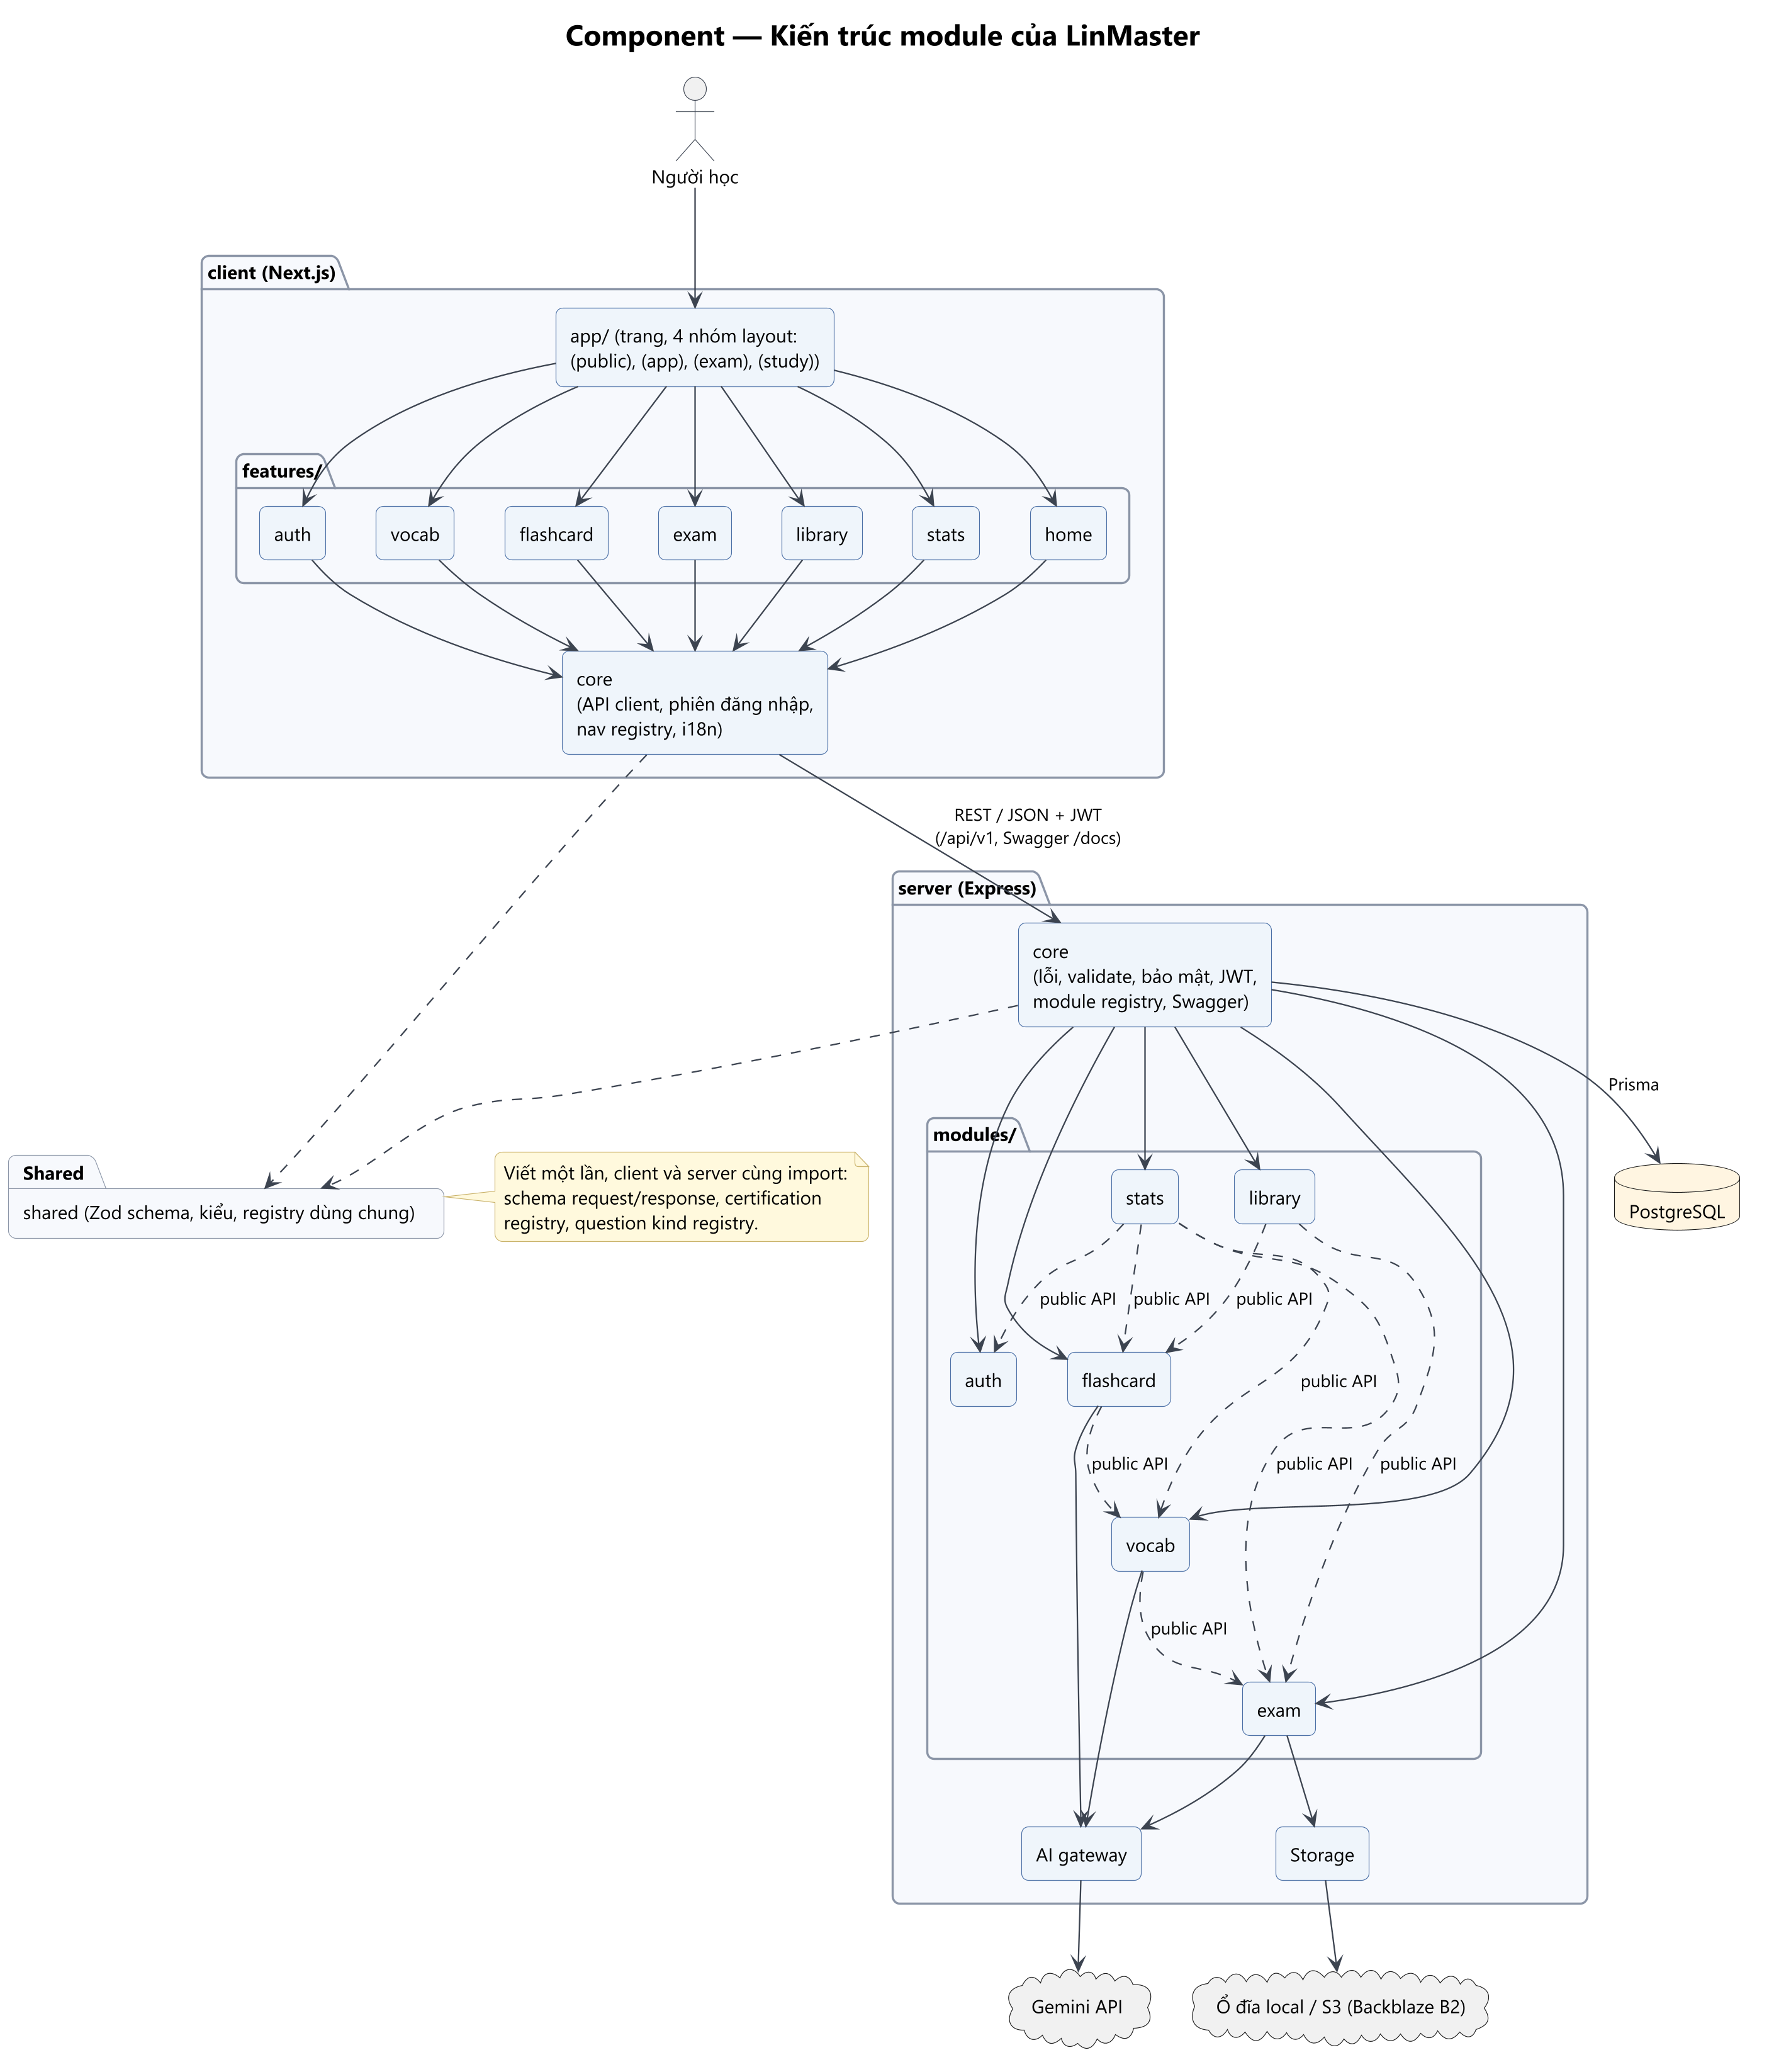 Component — Kiến trúc module của LinMaster
Người học
client (Next.js)
app/ (trang, 4 nhóm layout:
(public), (app), (exam), (study))
features/
auth
vocab
flashcard
exam
library
stats
home
core
(API client, phiên đăng nhập,
nav registry, i18n)
REST / JSON + JWT
(/api/v1, Swagger /docs)
server (Express)
core
(lỗi, validate, bảo mật, JWT,
module registry, Swagger)
Prisma
modules/
Shared
shared (Zod schema, kiểu, registry dùng chung)
Viết một lần, client và server cùng import:
schema request/response, certification
registry, question kind registry.
stats
library
PostgreSQL
public API
public API
public API
auth
flashcard
public API
public API
public API
public API
vocab
public API
exam
AI gateway
Storage
Gemini API
Ổ đĩa local / S3 (Backblaze B2)